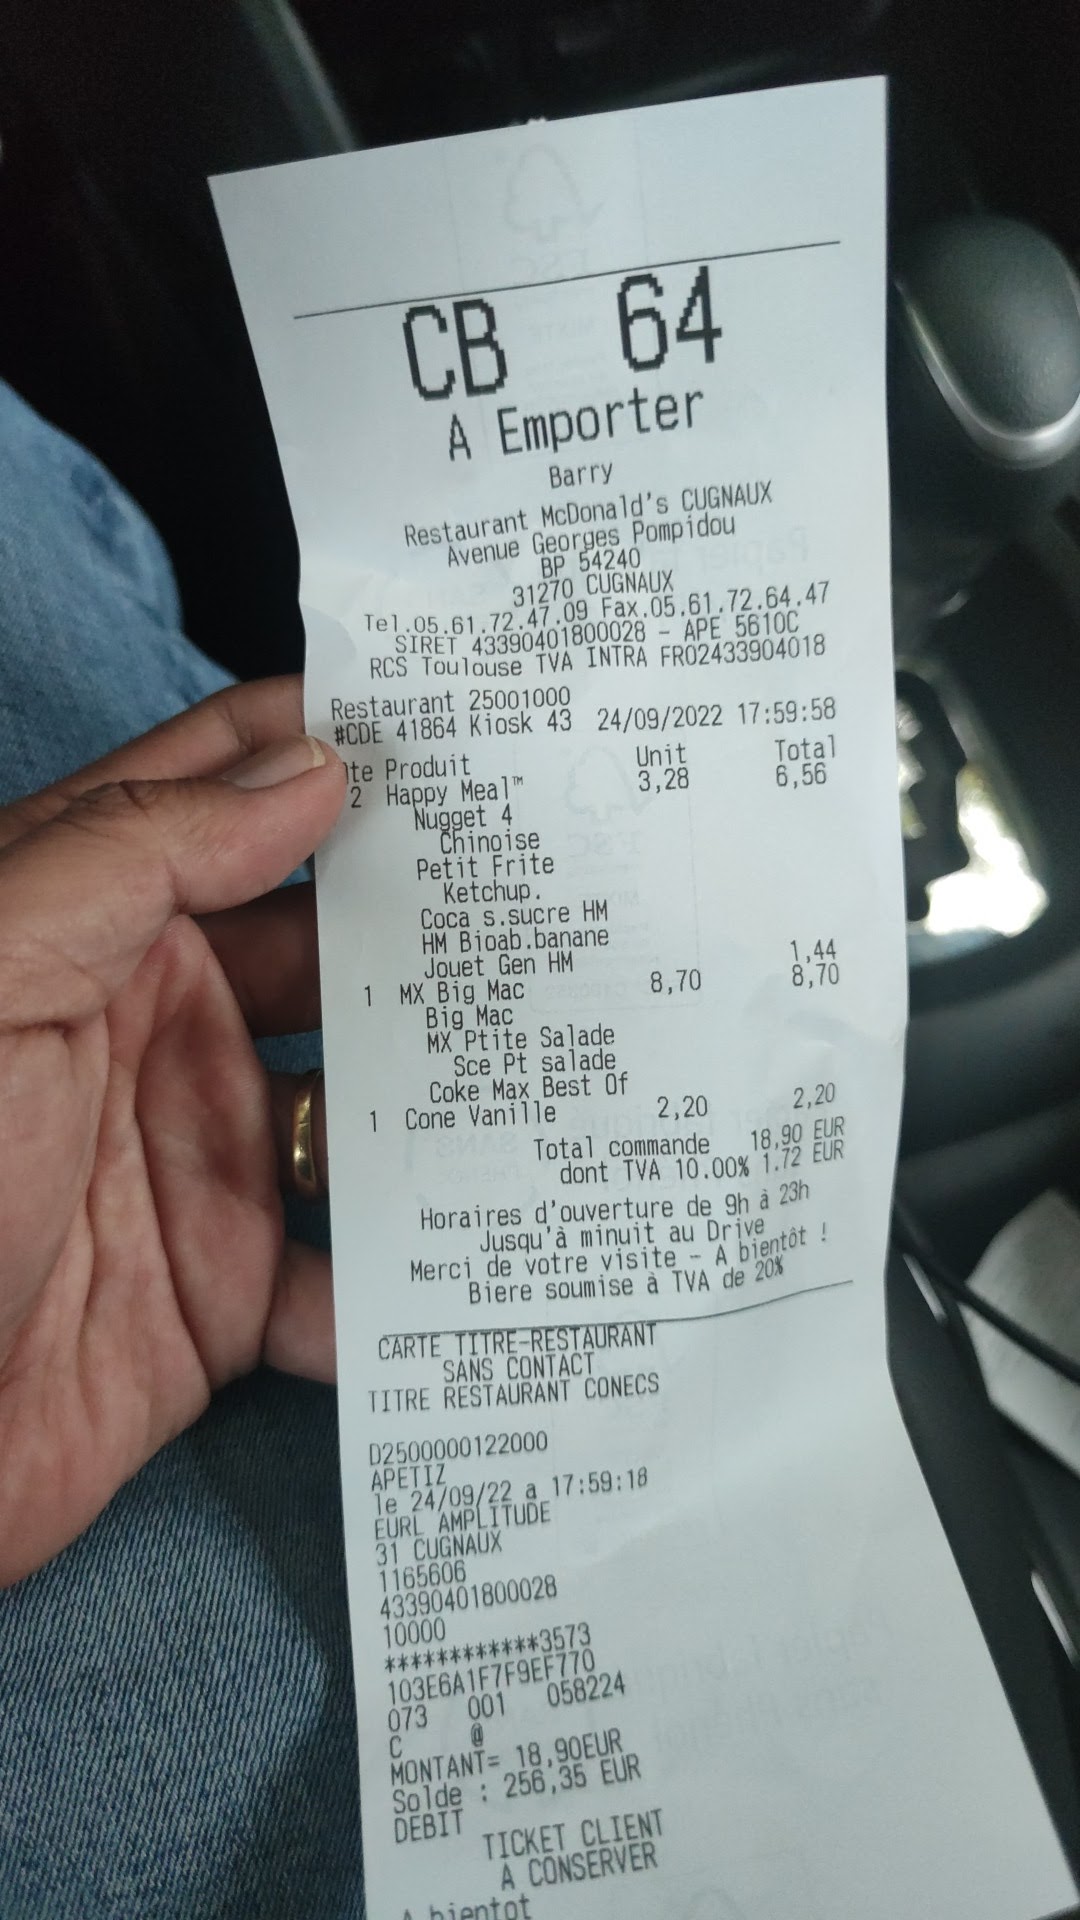 CB 64
A Emporter
Barry
Restaurant McDonald's CUGNAUX
Avenue Georges Pompidou
BP 54240
31270 CUGNAUX
Tel.05.61.72.47.09 Fax.05.61.72.64.47
SIRET 43390401800028 - APE 5610C
RCS Toulouse TVA INTRA FR02433904018
Restaurant 25001000
#CDE 41864 Kiosk 43 24/09/2022 17:59:58
te Produit Unit Total
2 Happy Meal™ 3,28 6,56
Nugget 4
Chinoise
Petit Frite
Ketchup.
Coca s.sucre HM
HM Bioab.banane
Jouet Gen HM 1,44
1 MX Big Mac 8,70 8,70
Big Mac
MX Ptite Salade
Sce Pt salade
Coke Max Best Of
1 Cone Vanille 2,20 2,20
Total commande 18,90 EUR
dont TVA 10.00% 1.72 EUR
Horaires d'ouverture de 9h à 23h
Jusqu'à minuit au Drive
Merci de votre visite - A bientôt !
Biere soumise à TVA de 20%
CARTE TITRE-RESTAURANT
SANS CONTACT
TITRE RESTAURANT CONECS
D2500000122000
APETIZ
le 24/09/22 a 17:59:18
EURL AMPLITUDE
31 CUGNAUX
1165606
43390401800028
10000
************3573
103E6A1F7F9EF770
073 001 058224
C @
MONTANT= 18,90EUR
Solde : 256,35 EUR
DEBIT
TICKET CLIENT
A CONSERVER
A bientot